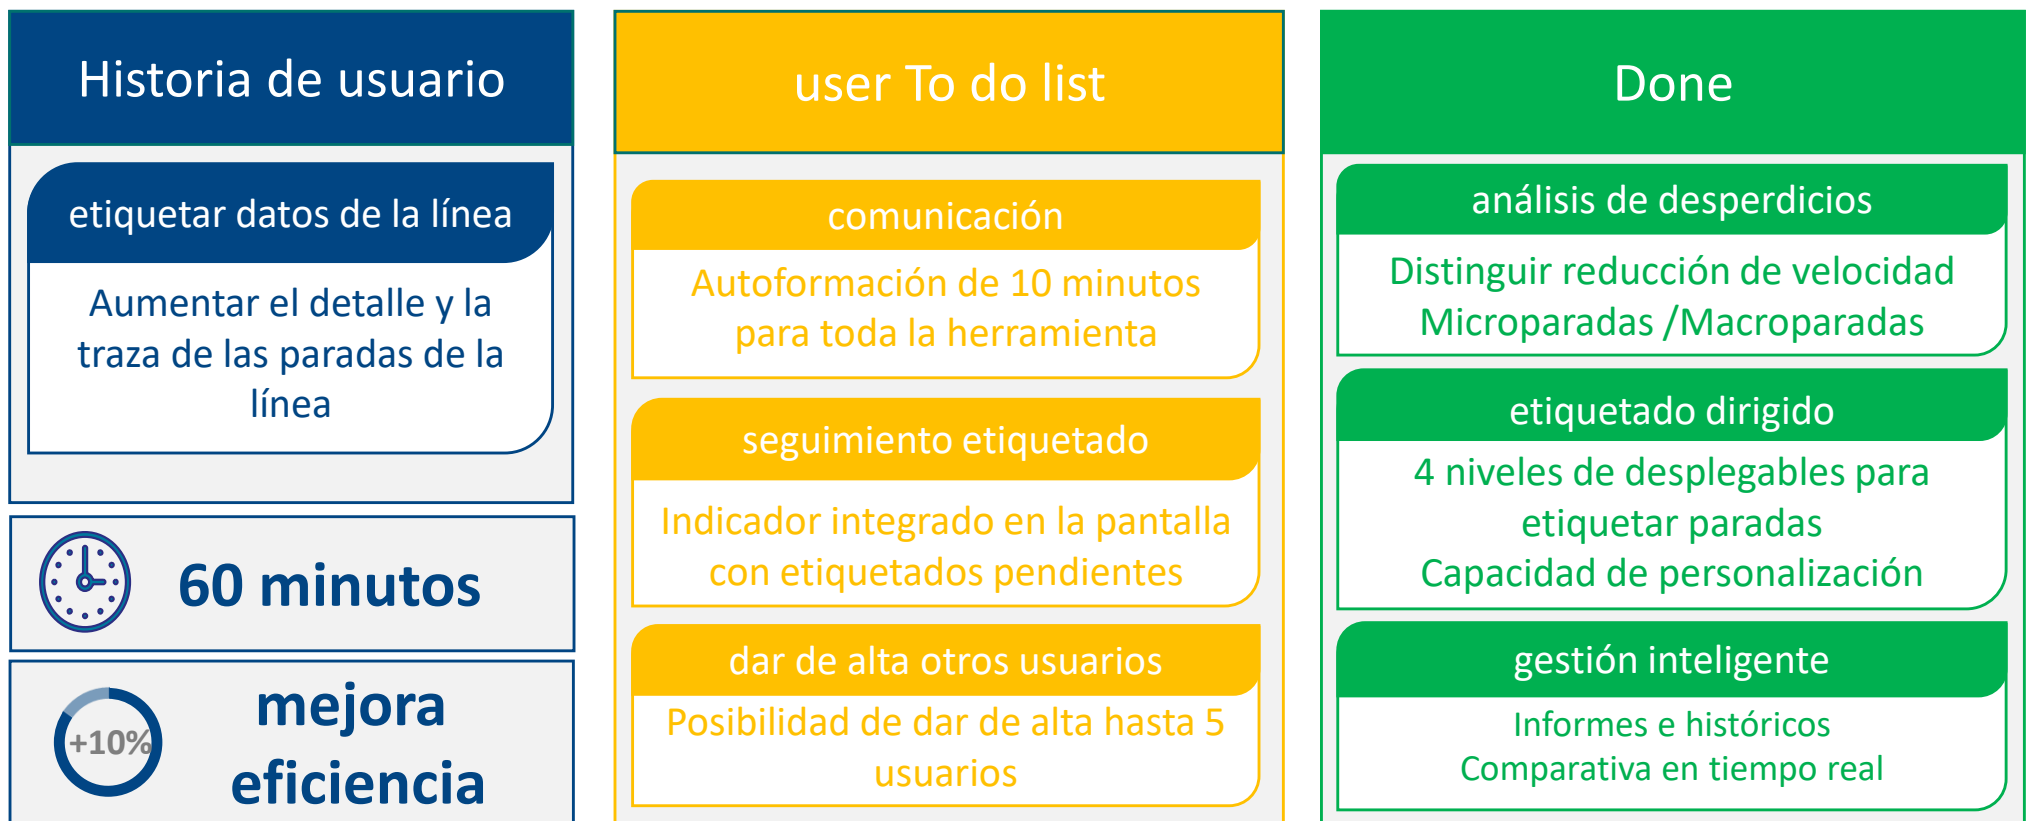 Historia de usuario
etiquetar datos de la línea
Aumentar el detalle y la
traza de las paradas de la
línea
60 minutos
+10%
mejora
eficiencia
user To do list
comunicación
Autoformación de 10 minutos
para toda la herramienta
seguimiento etiquetado
Indicador integrado en la pantalla
con etiquetados pendientes
dar de alta otros usuarios
Posibilidad de dar de alta hasta 5
usuarios
Done
análisis de desperdicios
Distinguir reducción de velocidad
Microparadas /Macroparadas
etiquetado dirigido
4 niveles de desplegables para
etiquetar paradas
Capacidad de personalización
gestión inteligente
Informes e históricos
Comparativa en tiempo real